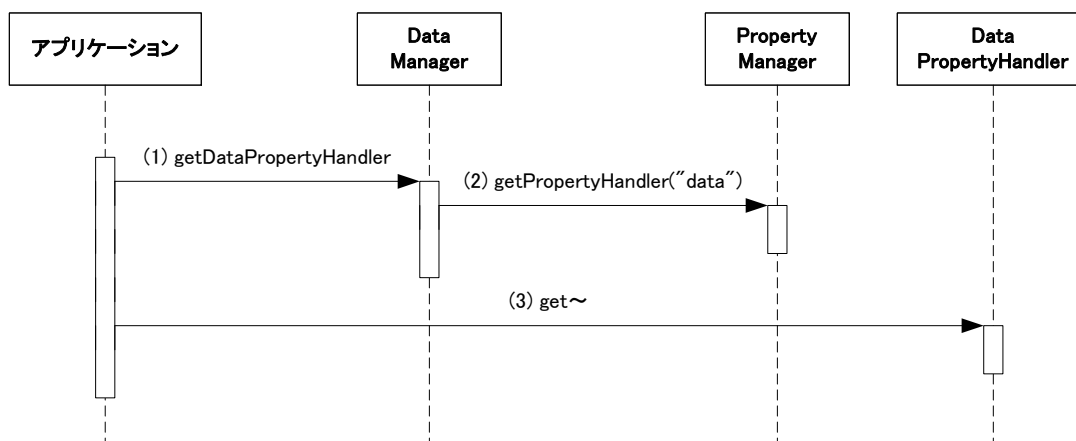 アプリケーション
Data
Manager
Property
Manager
Data
PropertyHandler
(1) getDataPropertyHandler
(2) getPropertyHandler("data")
(3) get～